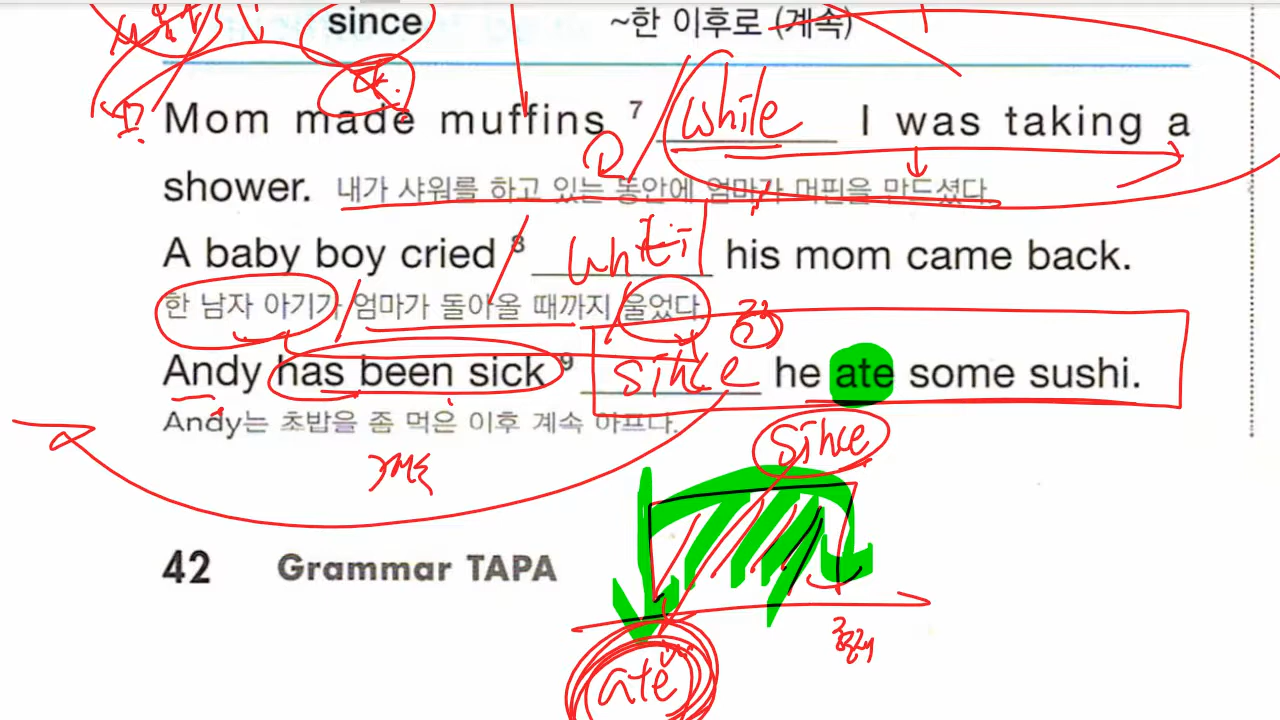 since ~한 이후로 (계속)
Mom made muffins 7 while I was taking a
shower. 내가 샤워를 하고 있는 동안에 엄마가 머핀을 만드셨다.
A baby boy cried 8 his mom came back.
한 남자 아기가 엄마가 돌아올 때까지 울었다.
Andy has been sick 9 since he ate some sushi.
Andy는 초밥을 좀 먹은 이후 계속 아프다.
계속
since
42 Grammar TAPA
현재
ate